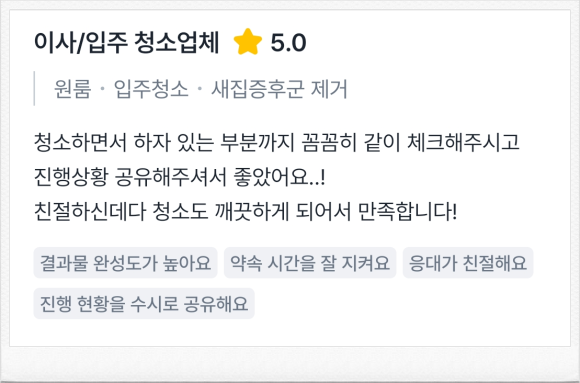 이사/입주 청소업체 ⭐ 5.0
원룸 · 입주청소 · 새집증후군 제거
청소하면서 하자 있는 부분까지 꼼꼼히 같이 체크해주시고
진행상황 공유해주셔서 좋았어요..!
친절하신데다 청소도 깨끗하게 되어서 만족합니다!
결과물 완성도가 높아요 약속 시간을 잘 지켜요 응대가 친절해요
진행 현황을 수시로 공유해요